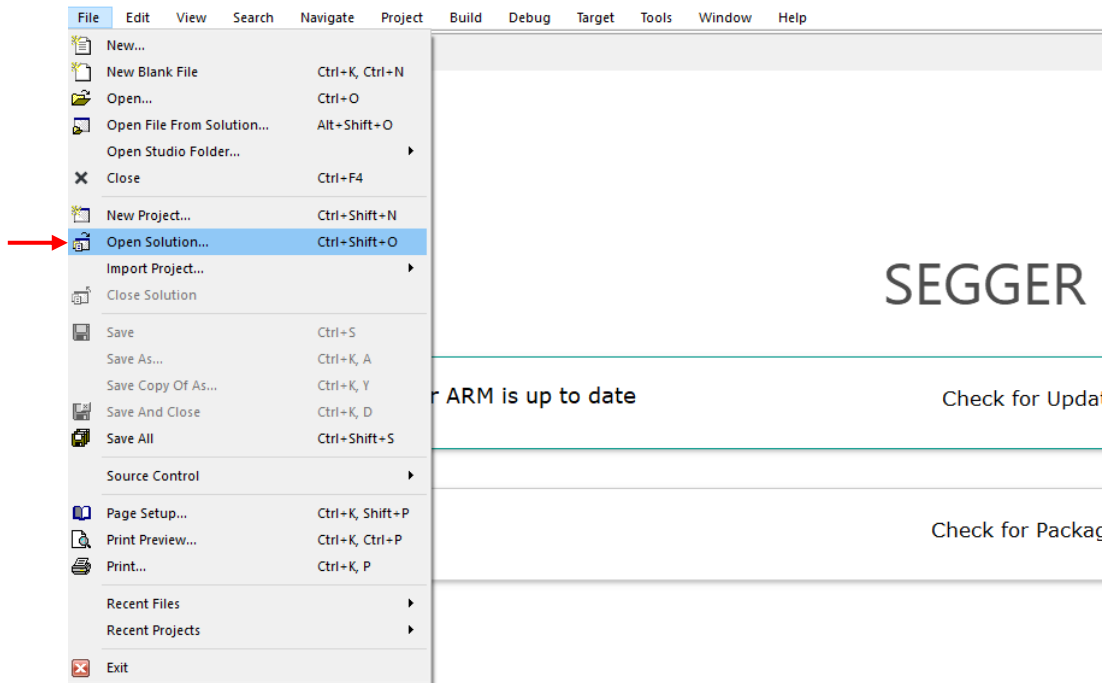 File Edit View Search Navigate Project Build Debug Target Tools Window Help
New...
New Blank File Ctrl+K, Ctrl+N
Open... Ctrl+O
Open File From Solution... Alt+Shift+O
Open Studio Folder...
Close Ctrl+F4
New Project... Ctrl+Shift+N
Open Solution... Ctrl+Shift+O
Import Project...
Close Solution
Save Ctrl+S
Save As... Ctrl+K, A
Save Copy Of As... Ctrl+K, Y
Save And Close Ctrl+K, D
Save All Ctrl+Shift+S
Source Control
Page Setup... Ctrl+K, Shift+P
Print Preview... Ctrl+K, Ctrl+P
Print... Ctrl+K, P
Recent Files
Recent Projects
Exit
SEGGER
ARM is up to date
Check for
Check for